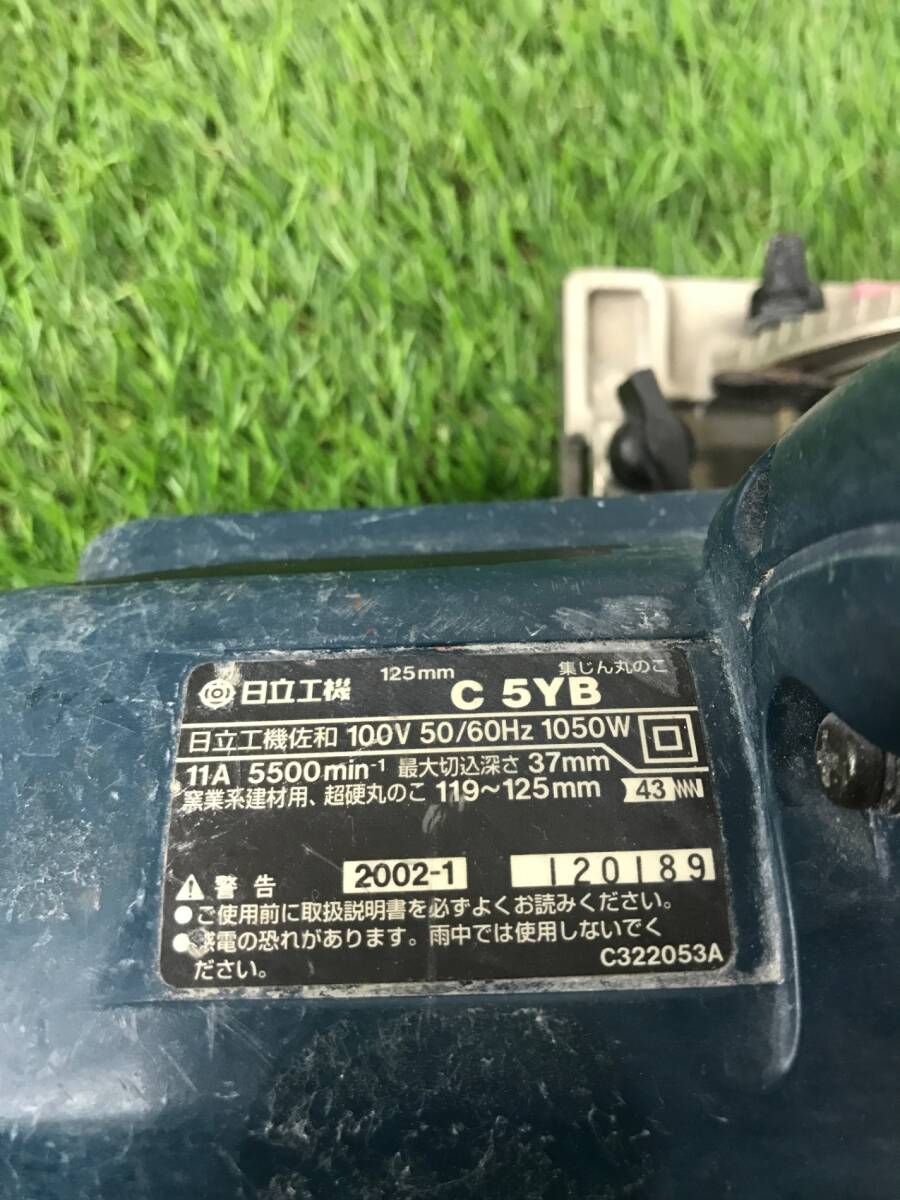 日立工機 125mm C 5YB 集じん丸のこ
日立工機佐和 100V 50/60Hz 1050W
11A 5500min-1 最大切込深さ 37mm
窯業系建材用、超硬丸のこ 119~125mm 43
警告 2002-1 120189
●ご使用前に取扱説明書を必ずよくお読みください。
●感電の恐れがあります。雨中では使用しないでく
ださい。 C322053A